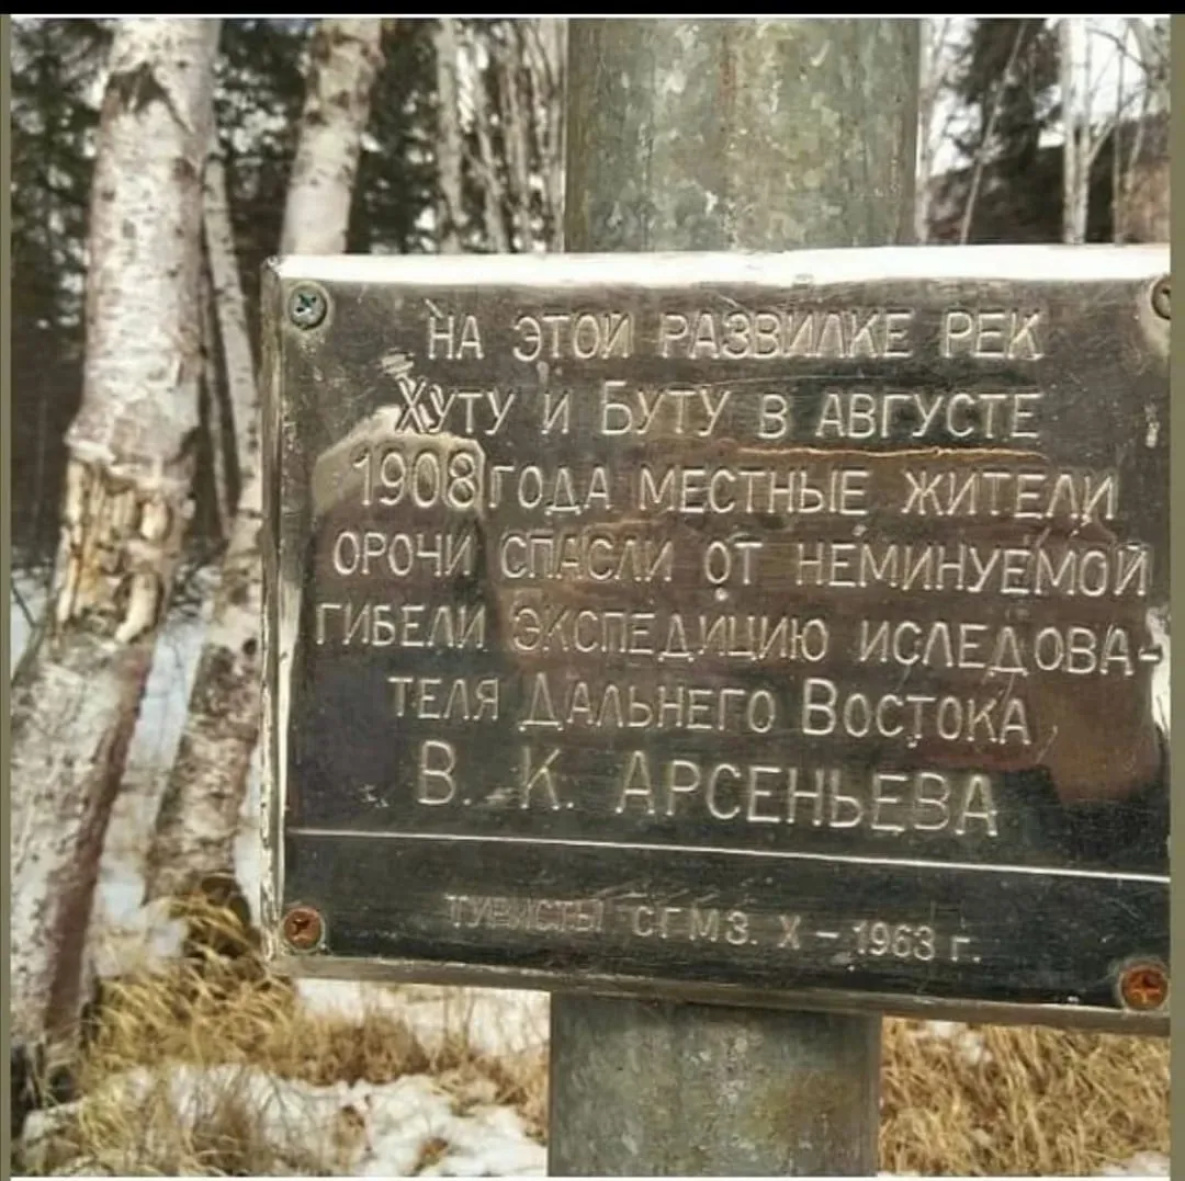 НА ЭТОЙ РАЗВИЛКЕ РЕК
ХУТУ И БУТУ В АВГУСТЕ
1908 ГОДА МЕСТНЫЕ ЖИТЕЛИ
ОРОЧИ СПАСЛИ ОТ НЕМИНУЕМОЙ
ГИБЕЛИ ЭКСПЕДИЦИЮ ИСЛЕДОВА-
ТЕЛЯ ДАЛЬНЕГО ВОСТОКА
В. К. АРСЕНЬЕВА
ТУРИСТЫ СГМЗ. X – 1963 г.